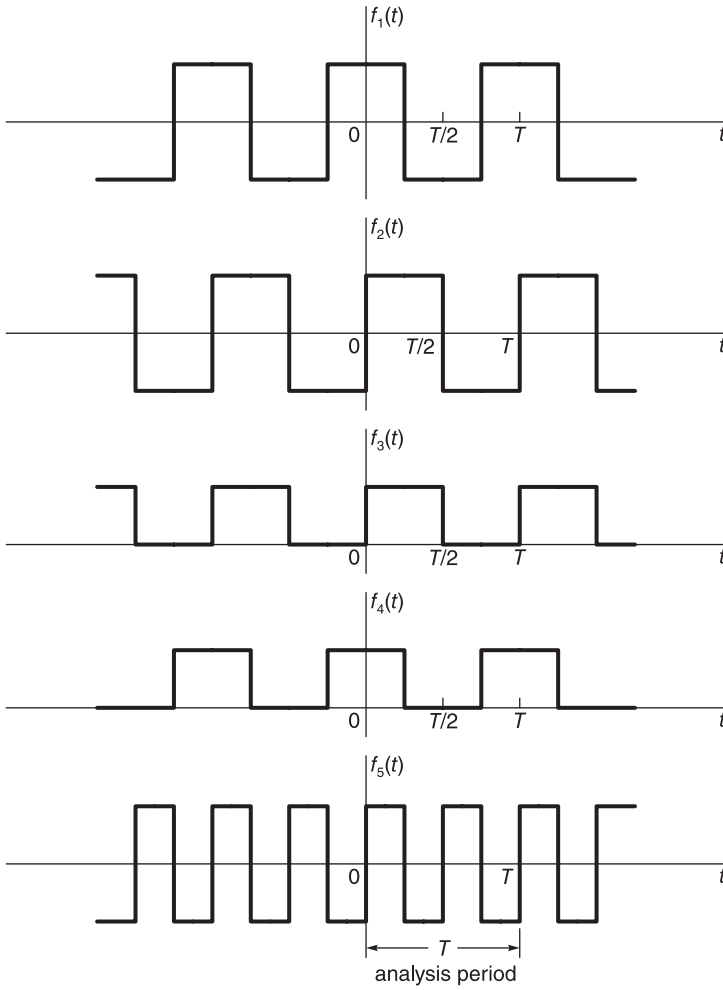 f₁(t)
0 T/2 T t
f₂(t)
0 T/2 T t
f₃(t)
0 T/2 T t
f₄(t)
0 T/2 T t
f₅(t)
0 T t
T
analysis period